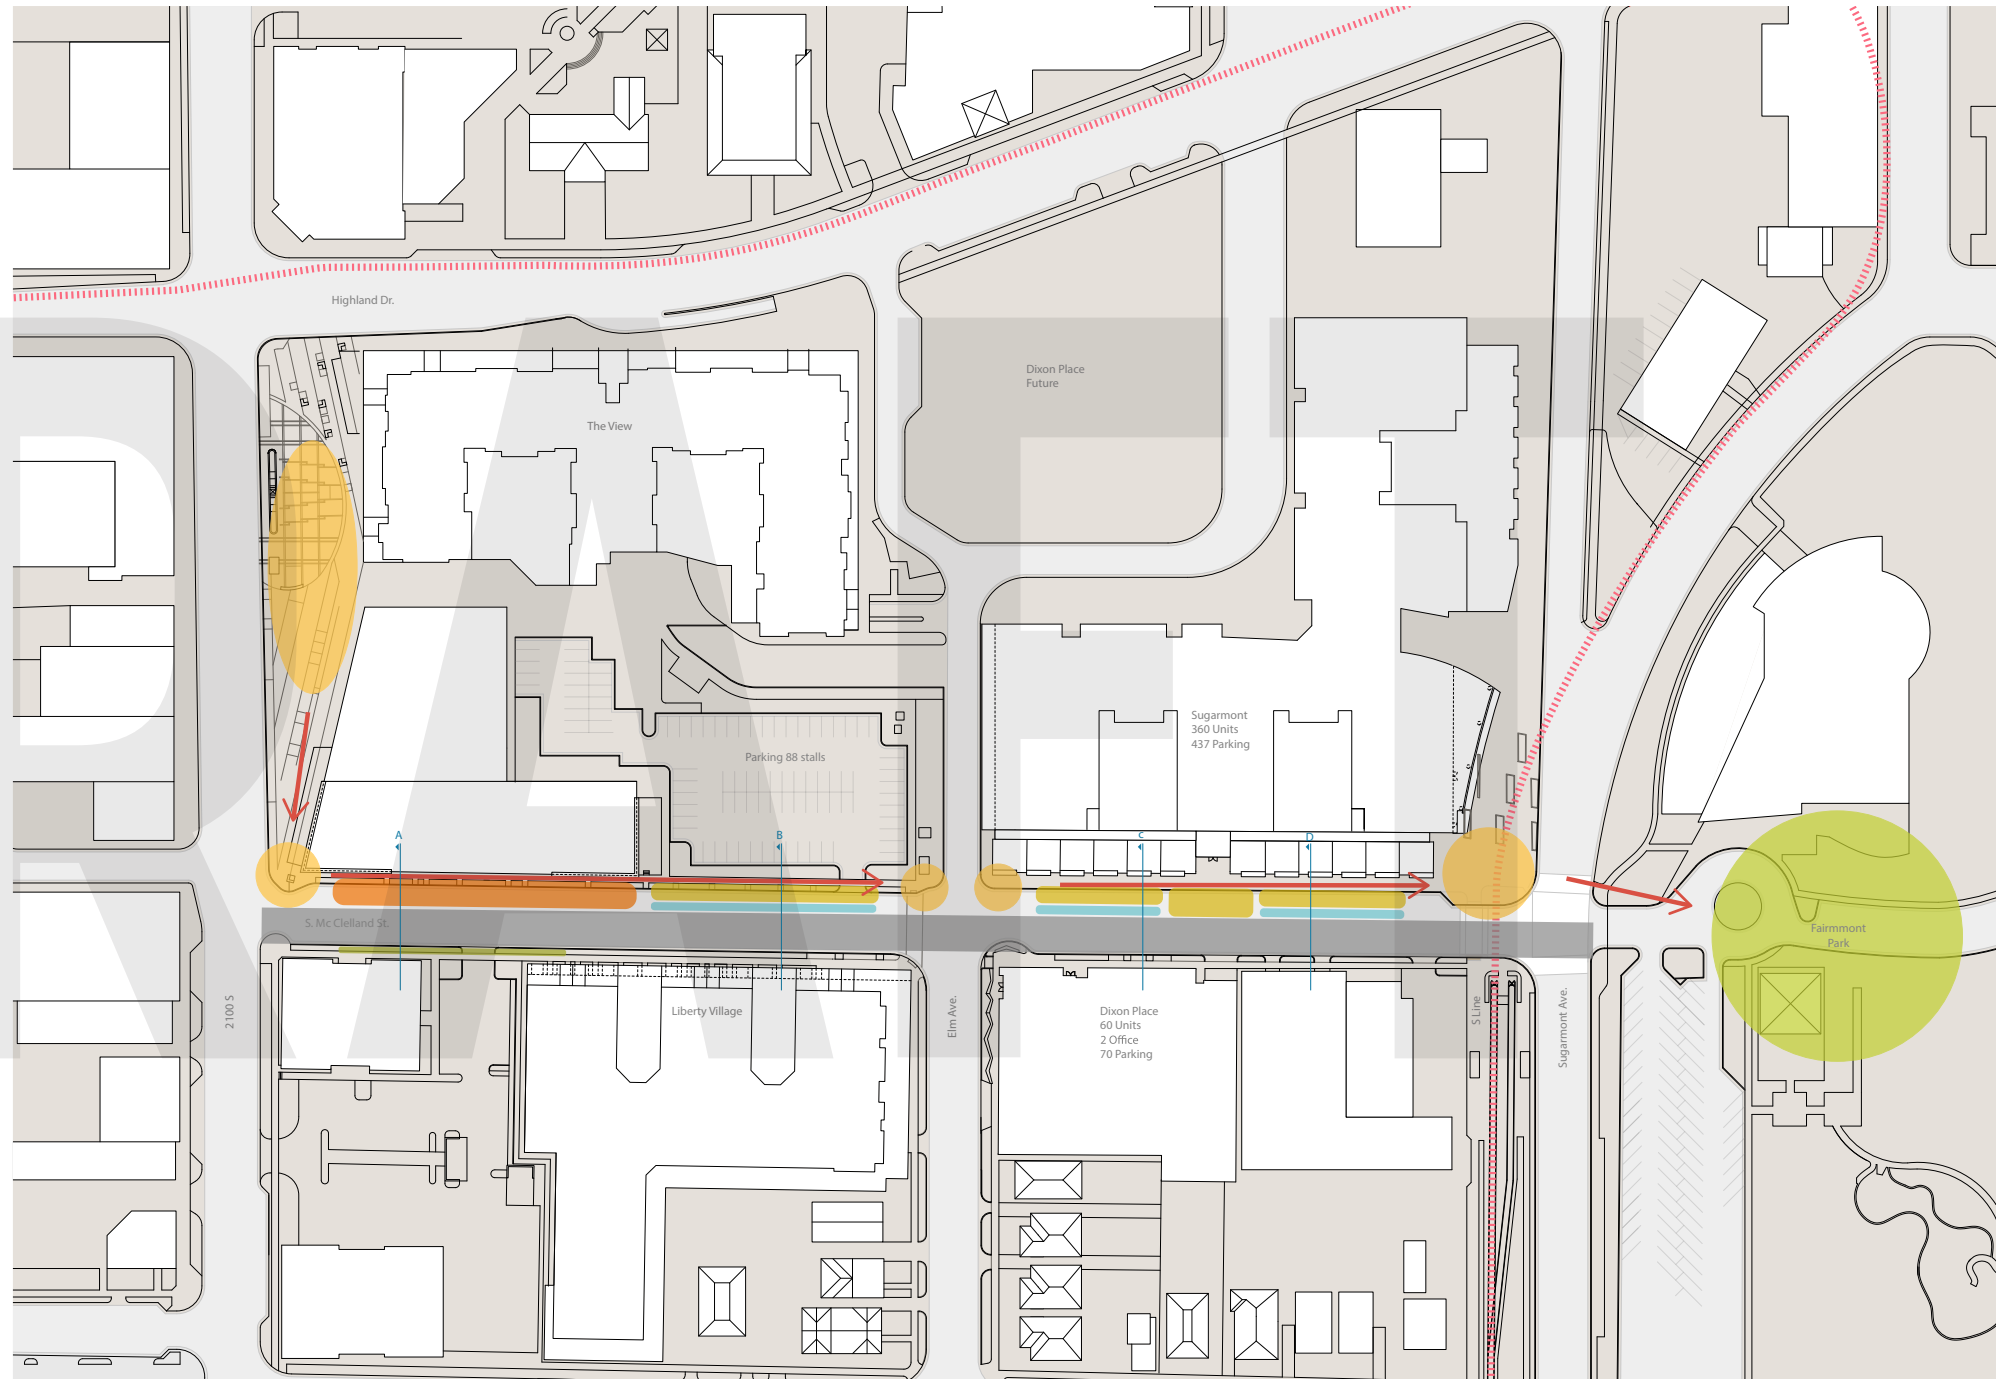 Highland Dr.
Dixon Place
Future
The View
Sugarmont
360 Units
437 Parking
Parking 88 stalls
A
B
c
D
S. Mc Clelland St.
Fairmmont
Park
2100 S
Liberty Village
Elm Ave.
Dixon Place
60 Units
2 Office
70 Parking
S Line
Sugarmont Ave.
RAFT